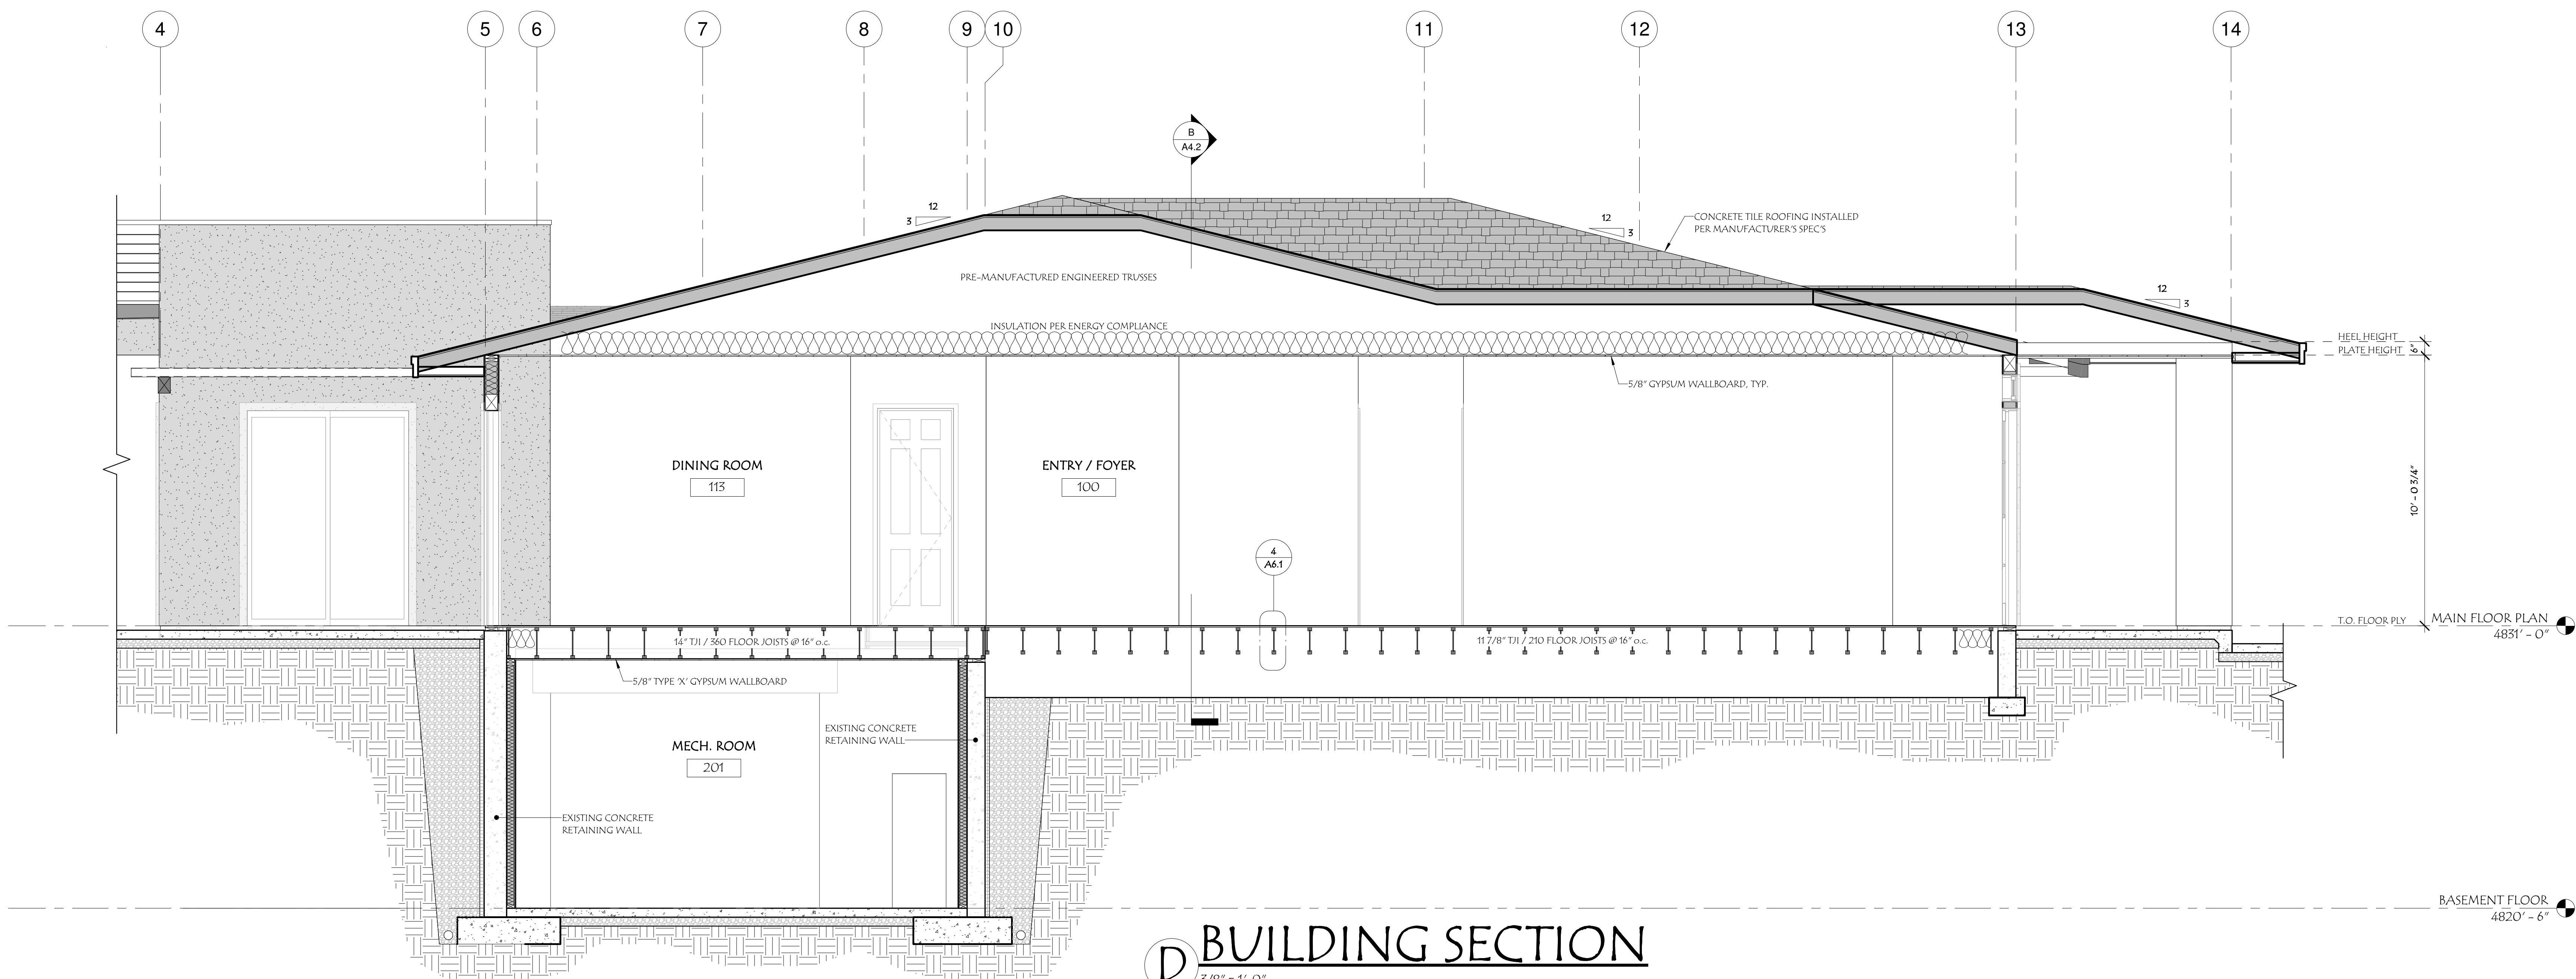 4 5 6 7 8 9 10 11 12 13 14
B
A4.2
12
3
12
3
CONCRETE TILE ROOFING INSTALLED
PER MANUFACTURER'S SPEC'S
PRE-MANUFACTURED ENGINEERED TRUSSES
12
3
INSULATION PER ENERGY COMPLIANCE
HEEL HEIGHT
PLATE HEIGHT
6"
5/8" GYPSUM WALLBOARD, TYP.
DINING ROOM
113
ENTRY / FOYER
100
10' - 0 3/4"
4
A6.1
T.O. FLOOR PLY
MAIN FLOOR PLAN
4831' - 0"
14" TJI / 360 FLOOR JOISTS @ 16" o.c.
11 7/8" TJI / 210 FLOOR JOISTS @ 16" o.c.
5/8" TYPE 'X' GYPSUM WALLBOARD
EXISTING CONCRETE
RETAINING WALL
MECH. ROOM
201
EXISTING CONCRETE
RETAINING WALL
BASEMENT FLOOR
4820' - 6"
D
BUILDING SECTION
3/8" = 1'-0"